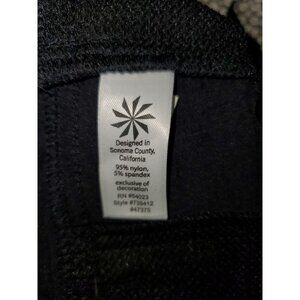 Designed in
Sonoma County,
California
95% nylon,
5% spandex
exclusive of
decoration
RN #54023
Style #735412
#47375